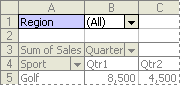 A B C
1 Region (All)
2
3 Sum of Sales Quarter
4 Sport Qtr1 Qtr2
5 Golf 8,500 4,500